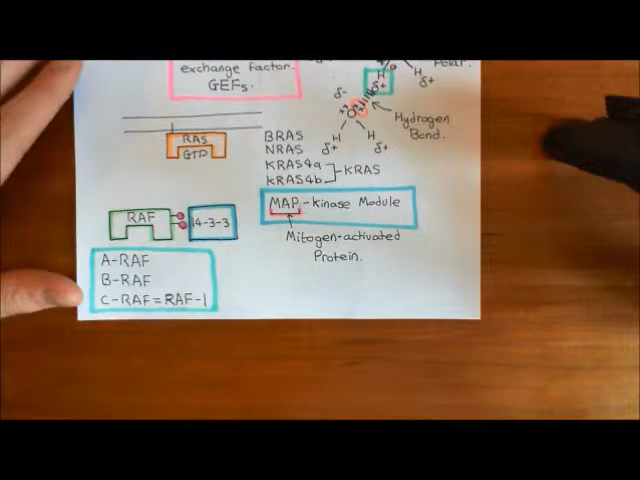 exchange factor.
GEFs.
Polar.
H
H
δ+
δ+
δ-
O
H
H
δ+
δ+
Hydrogen
Bond.
RAS
GTP
BRAS
NRAS
KRAS4a
KRAS4b
KRAS
MAP-kinase Module
Mitogen-activated
Protein.
RAF
14-3-3
A-RAF
B-RAF
C-RAF = RAF-1